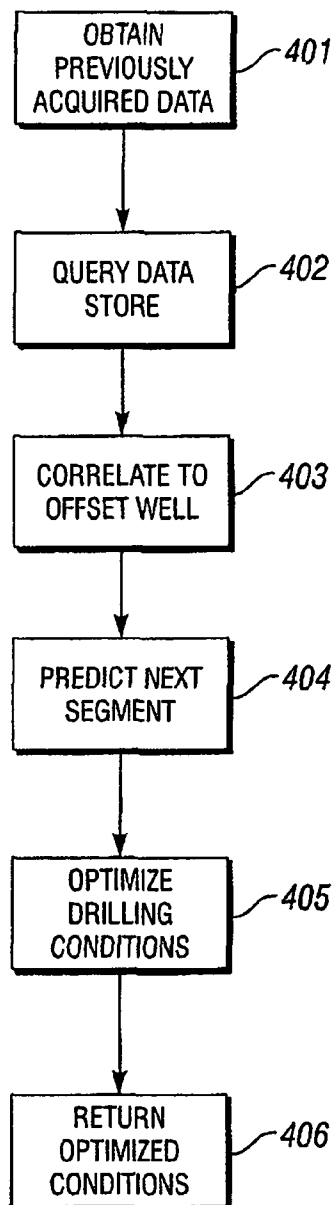 OBTAIN
PREVIOUSLY
ACQUIRED DATA
401
QUERY DATA
STORE
402
CORRELATE TO
OFFSET WELL
403
PREDICT NEXT
SEGMENT
404
OPTIMIZE
DRILLING
CONDITIONS
405
RETURN
OPTIMIZED
CONDITIONS
406